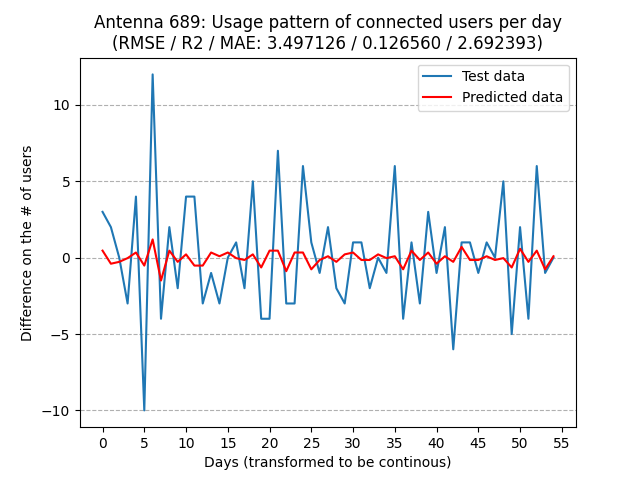 Antenna 689: Usage pattern of connected users per day
(RMSE / R2 / MAE: 3.497126 / 0.126560 / 2.692393)
Test data
Predicted data
Difference on the # of users
10
5
0
−5
−10
0 5 10 15 20 25 30 35 40 45 50 55
Days (transformed to be continous)